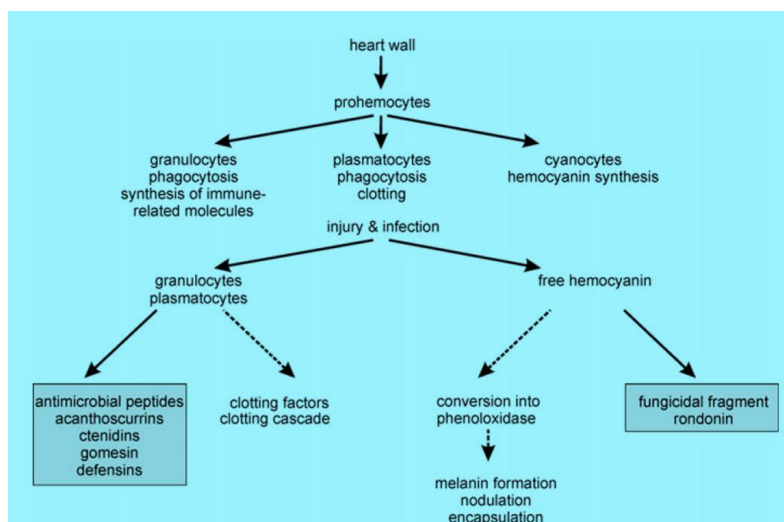 heart wall
prohemocytes
granulocytes
phagocytosis
synthesis of immune-
related molecules
plasmatocytes
phagocytosis
clotting
cyanocytes
hemocyanin synthesis
injury & infection
granulocytes
plasmatocytes
free hemocyanin
antimicrobial peptides
acanthoscurrins
ctenidins
gomesin
defensins
clotting factors
clotting cascade
conversion into
phenoloxidase
fungicidal fragment
rondonin
melanin formation
nodulation
encapsulation